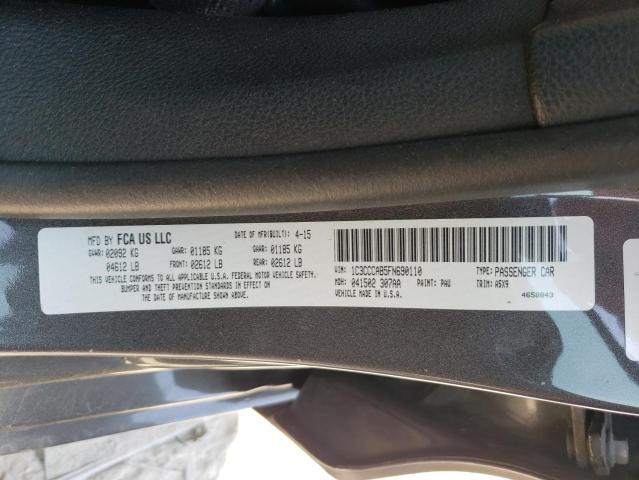 MFD BY FCA US LLC DATE OF MFR(BUILT): 4-15
GVWR: 02092 KG GAWR: 01185 KG GAWR: 01185 KG
04612 LB FRONT: 02612 LB REAR: 02612 LB
THIS VEHICLE CONFORMS TO ALL APPLICABLE U.S.A. FEDERAL MOTOR VEHICLE SAFETY,
BUMPER AND THEFT PREVENTION STANDARDS IN EFFECT ON
THE DATE OF MANUFACTURE SHOWN ABOVE.
VIN: 1C3CCCAB5FN690110 TYPE: PASSENGER CAR
MDH: 041502 307AA PAINT: PAU TRIM: A5X9
VEHICLE MADE IN U.S.A. 4658043